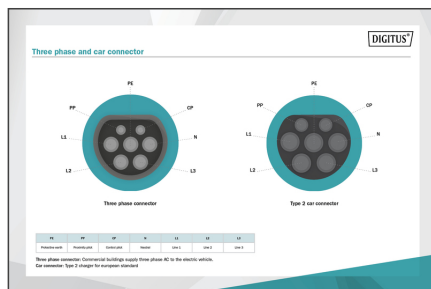 DIGITUS®
Three phase and car connector
PE
PP
CP
L1
N
L2
L3
Three phase connector
PE
PP
CP
L1
N
L2
L3
Type 2 car connector
PE PP CP N L1 L2 L3
Protective earth Proximity pilot Control pilot Neutral Line 1 Line 2 Line 3
Three phase connector: Commercial buildings supply three phase AC to the electric vehicle.
Car connector: Type 2 charger for european standard